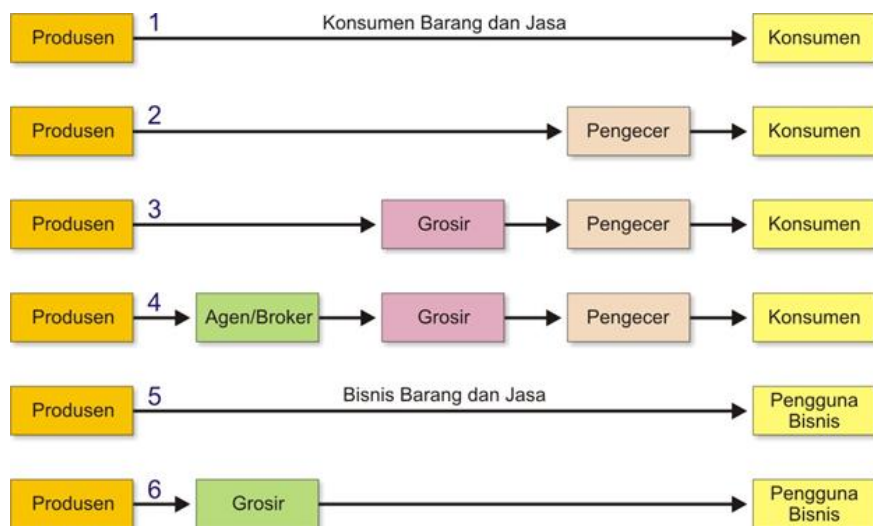 1 Konsumen Barang dan Jasa
Produsen Konsumen
2
Produsen Pengecer Konsumen
3
Produsen Grosir Pengecer Konsumen
4
Produsen Agen/Broker Grosir Pengecer Konsumen
5 Bisnis Barang dan Jasa
Produsen Pengguna
Bisnis
6
Produsen Grosir Pengguna
Bisnis